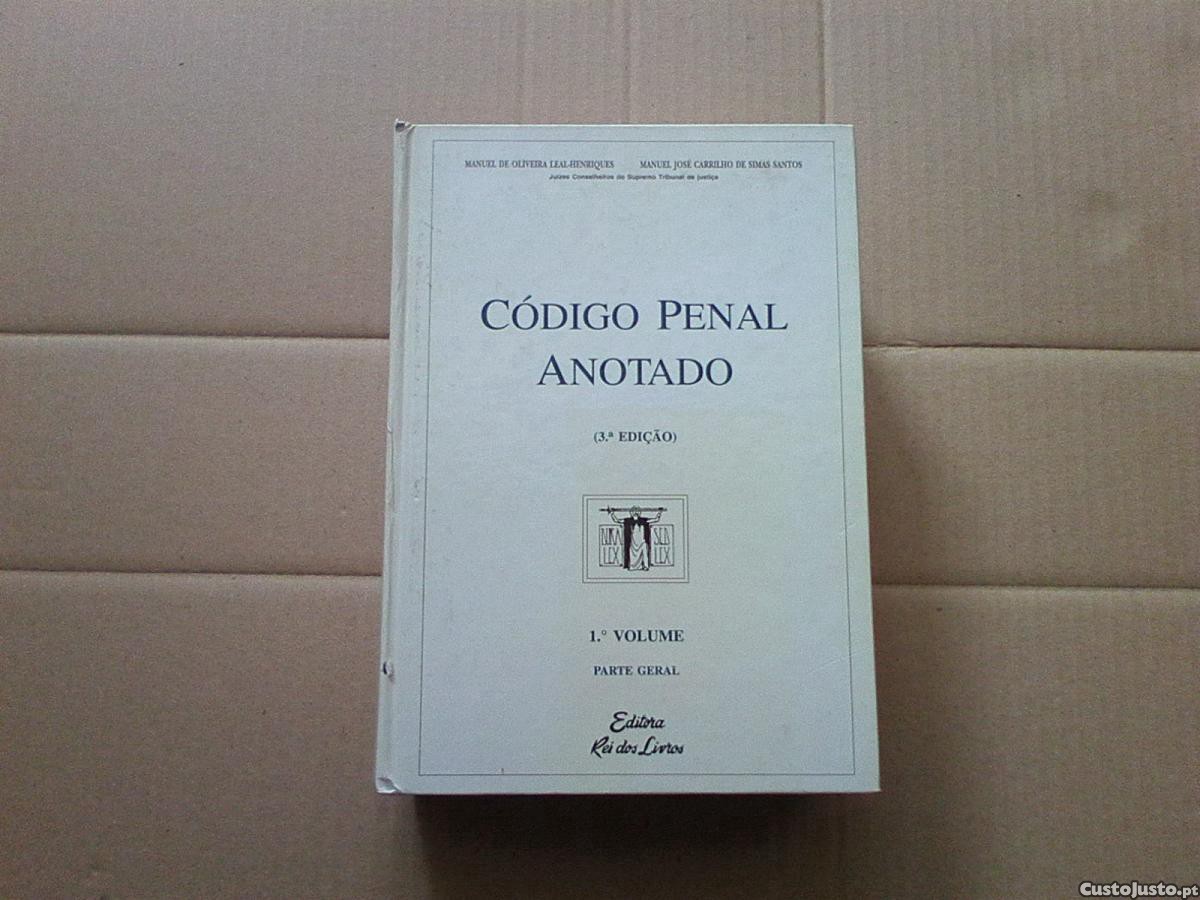 MANUEL DE OLIVEIRA LEAL-HENRIQUES MANUEL JOSÉ CARRILHO DE SIMAS SANTOS
Juízes Conselheiros do Supremo Tribunal de justiça
CÓDIGO PENAL
ANOTADO
(3.ª EDIÇÃO)
DURA SED
LEX LEX
1.º VOLUME
PARTE GERAL
Editora
Rei dos Livros
CustoJusto.pt